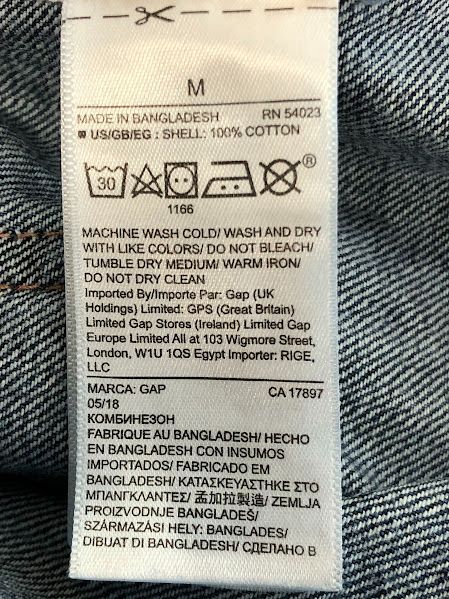 M
MADE IN BANGLADESH RN 54023
US/GB/EG : SHELL: 100% COTTON
30
®
1166
MACHINE WASH COLD/ WASH AND DRY
WITH LIKE COLORS/ DO NOT BLEACH/
TUMBLE DRY MEDIUM/ WARM IRON/
DO NOT DRY CLEAN
Imported By/Importe Par: Gap (UK
Holdings) Limited: GPS (Great Britain)
Limited Gap Stores (Ireland) Limited Gap
Europe Limited All at 103 Wigmore Street,
London, W1U 1QS Egypt Importer: RIGE,
LLC
MARCA: GAP CA 17897
05/18
КОМБИНЕЗОН
FABRIQUE AU BANGLADESH/ HECHO
EN BANGLADESH CON INSUMOS
IMPORTADOS/ FABRICADO EM
BANGLADESH/ ΚΑΤΑΣΚΕΥΑΣΤΗΚΕ ΣΤΟ
ΜΠΑΝΓΚΛΑΝΤΕΣ/ 孟加拉製造/ ZEMLJA
PROIZVODNJE BANGLADEŠ/
SZÁRMAZÁSI HELY: BANGLADES/
DIBUAT DI BANGLADESH/ СДЕЛАНО В